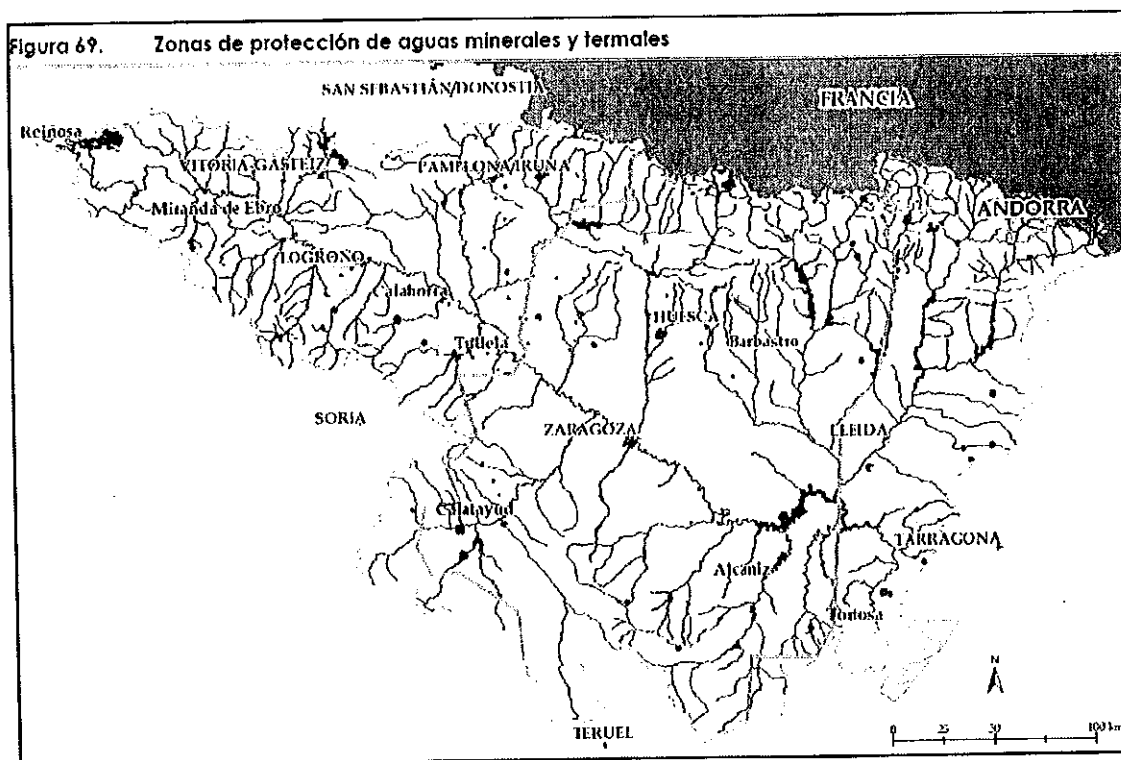 Figura 69. Zonas de protección de aguas minerales y termales
SAN SEBASTIÁN/DONOSTIA
FRANCIA
Reinosa
VITORIA-GASTEIZ
PAMPLONA/IRUÑA
Miranda de Ebro
ANDORRA
LOGROÑO
Calahorra
HUESCA
Barbastro
Tudela
SORIA
ZARAGOZA
LLEIDA
Calatayud
TARRAGONA
Alcañiz
Tortosa
N
TERUEL
0 25 50 100 km